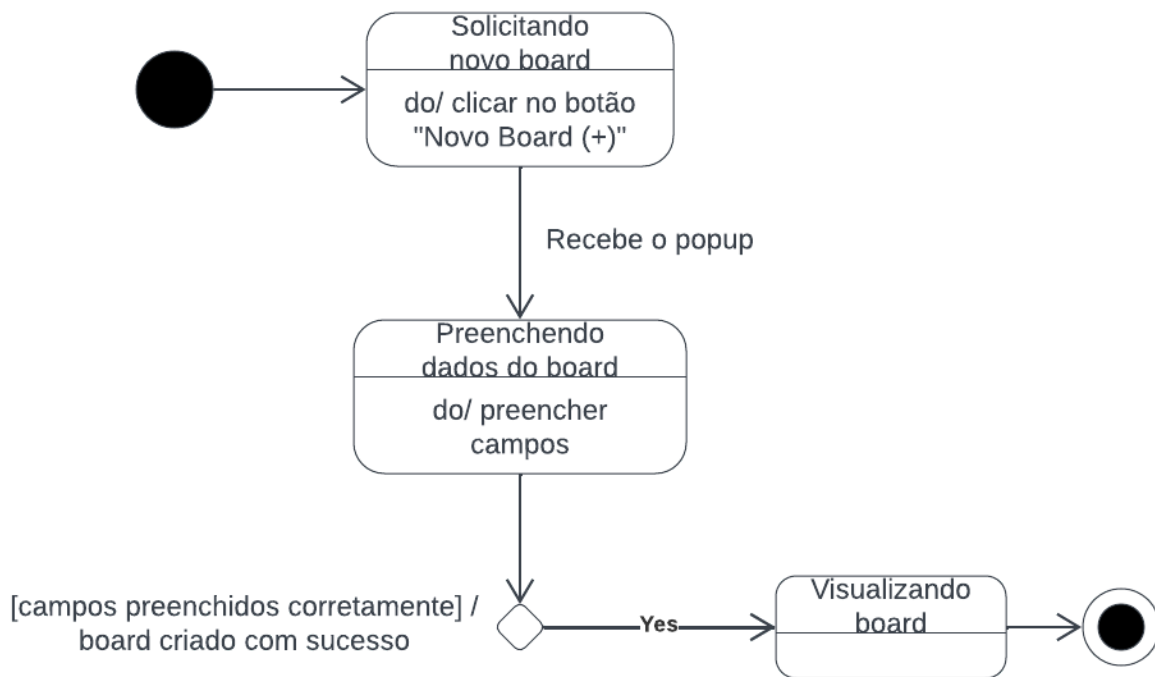 Solicitando
novo board
do/ clicar no botão
"Novo Board (+)"
Recebe o popup
Preenchendo
dados do board
do/ preencher
campos
[campos preenchidos corretamente] /
board criado com sucesso
Yes
Visualizando
board